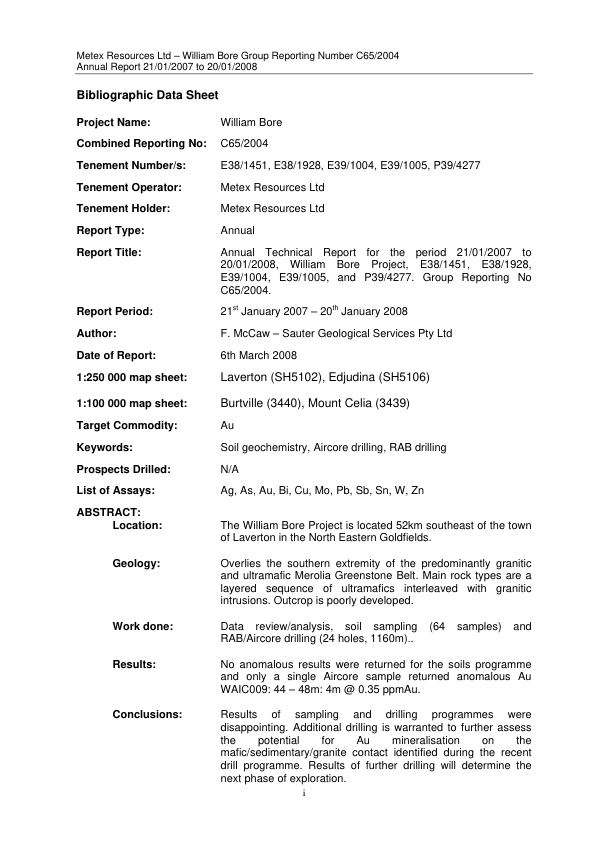 Metex Resources Ltd – William Bore Group Reporting Number C65/2004
Annual Report 21/01/2007 to 20/01/2008
Bibliographic Data Sheet
Project Name: William Bore
Combined Reporting No: C65/2004
Tenement Number/s: E38/1451, E38/1928, E39/1004, E39/1005, P39/4277
Tenement Operator: Metex Resources Ltd
Tenement Holder: Metex Resources Ltd
Report Type: Annual
Report Title: Annual Technical Report for the period 21/01/2007 to
20/01/2008, William Bore Project, E38/1451, E38/1928,
E39/1004, E39/1005, and P39/4277. Group Reporting No
C65/2004.
Report Period: 21st January 2007 – 20th January 2008
Author: F. McCaw – Sauter Geological Services Pty Ltd
Date of Report: 6th March 2008
1:250 000 map sheet: Laverton (SH5102), Edjudina (SH5106)
1:100 000 map sheet: Burtville (3440), Mount Celia (3439)
Target Commodity: Au
Keywords: Soil geochemistry, Aircore drilling, RAB drilling
Prospects Drilled: N/A
List of Assays: Ag, As, Au, Bi, Cu, Mo, Pb, Sb, Sn, W, Zn
ABSTRACT:
Location: The William Bore Project is located 52km southeast of the town
of Laverton in the North Eastern Goldfields.
Geology: Overlies the southern extremity of the predominantly granitic
and ultramafic Merolia Greenstone Belt. Main rock types are a
layered sequence of ultramafics interleaved with granitic
intrusions. Outcrop is poorly developed.
Work done: Data review/analysis, soil sampling (64 samples) and
RAB/Aircore drilling (24 holes, 1160m)..
Results: No anomalous results were returned for the soils programme
and only a single Aircore sample returned anomalous Au
WAIC009: 44 – 48m: 4m @ 0.35 ppmAu.
Conclusions: Results of sampling and drilling programmes were
disappointing. Additional drilling is warranted to further assess
the potential for Au mineralisation on the
mafic/sedimentary/granite contact identified during the recent
drill programme. Results of further drilling will determine the
next phase of exploration.
i